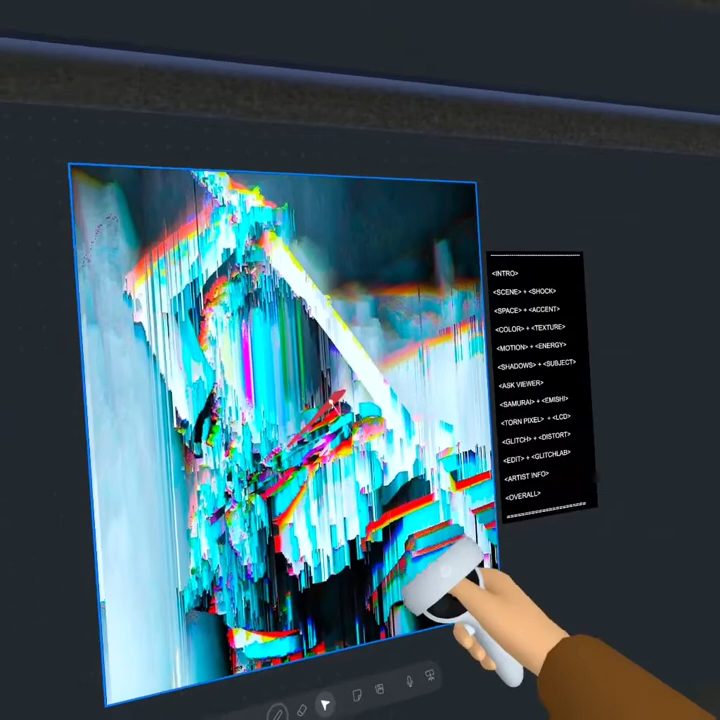 <INTRO>
<SCENE> + <SHOCK>
<SPACE> + <ACCENT>
<COLOR> + <TEXTURE>
<MOTION> + <ENERGY>
<SHADOWS> + <SUBJECT>
<ASK VIEWER>
<SAMURAI> + <EMISHI>
<TORN PIXEL> + <LCD>
<GLITCH> + <DISTORT>
<EDIT> + <GLITCHLAB>
<ARTIST INFO>
<OVERALL>